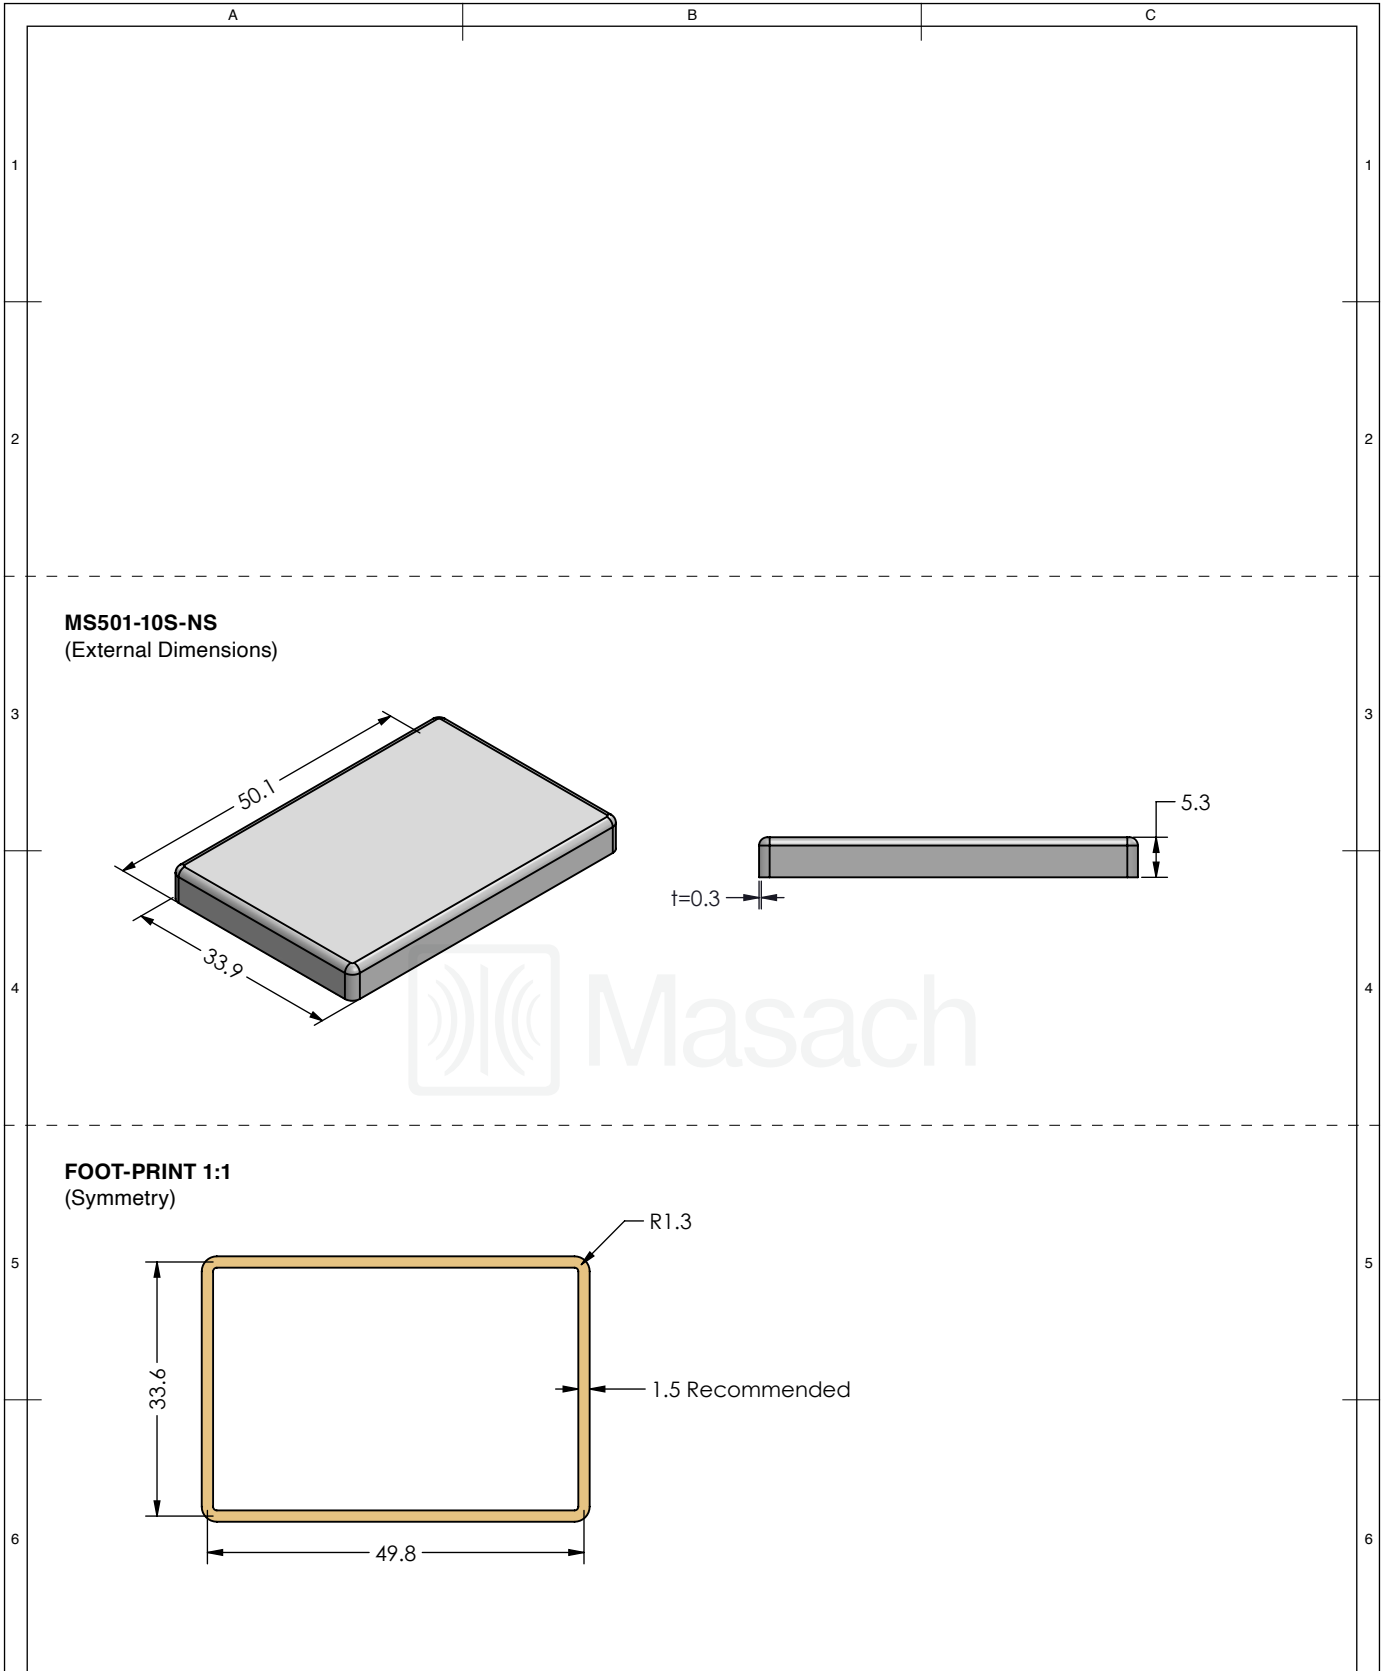 A B C
1 1
2 2
MS501-10S-NS
(External Dimensions)
3 3
50.1
5.3
t=0.3
33.9
4 4
Masach
FOOT-PRINT 1:1
(Symmetry)
R1.3
5 5
33.6
1.5 Recommended
6 6
49.8